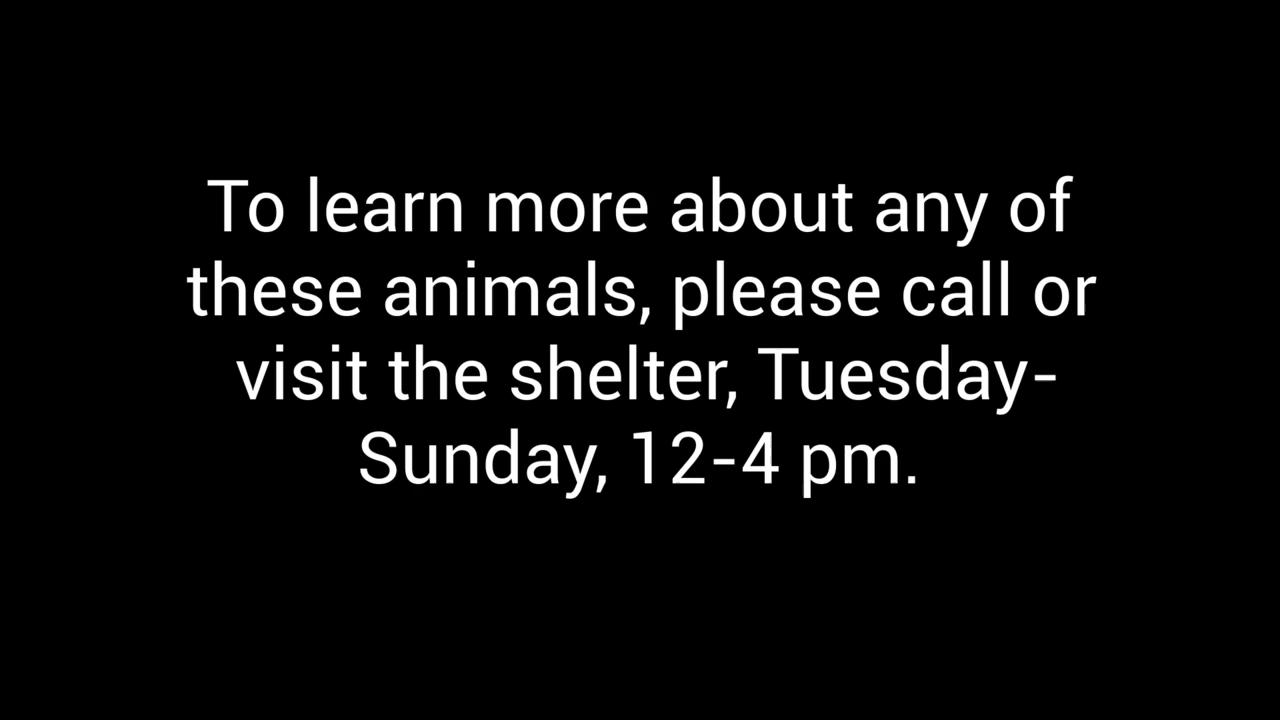 To learn more about any of
these animals, please call or
visit the shelter, Tuesday-
Sunday, 12-4 pm.